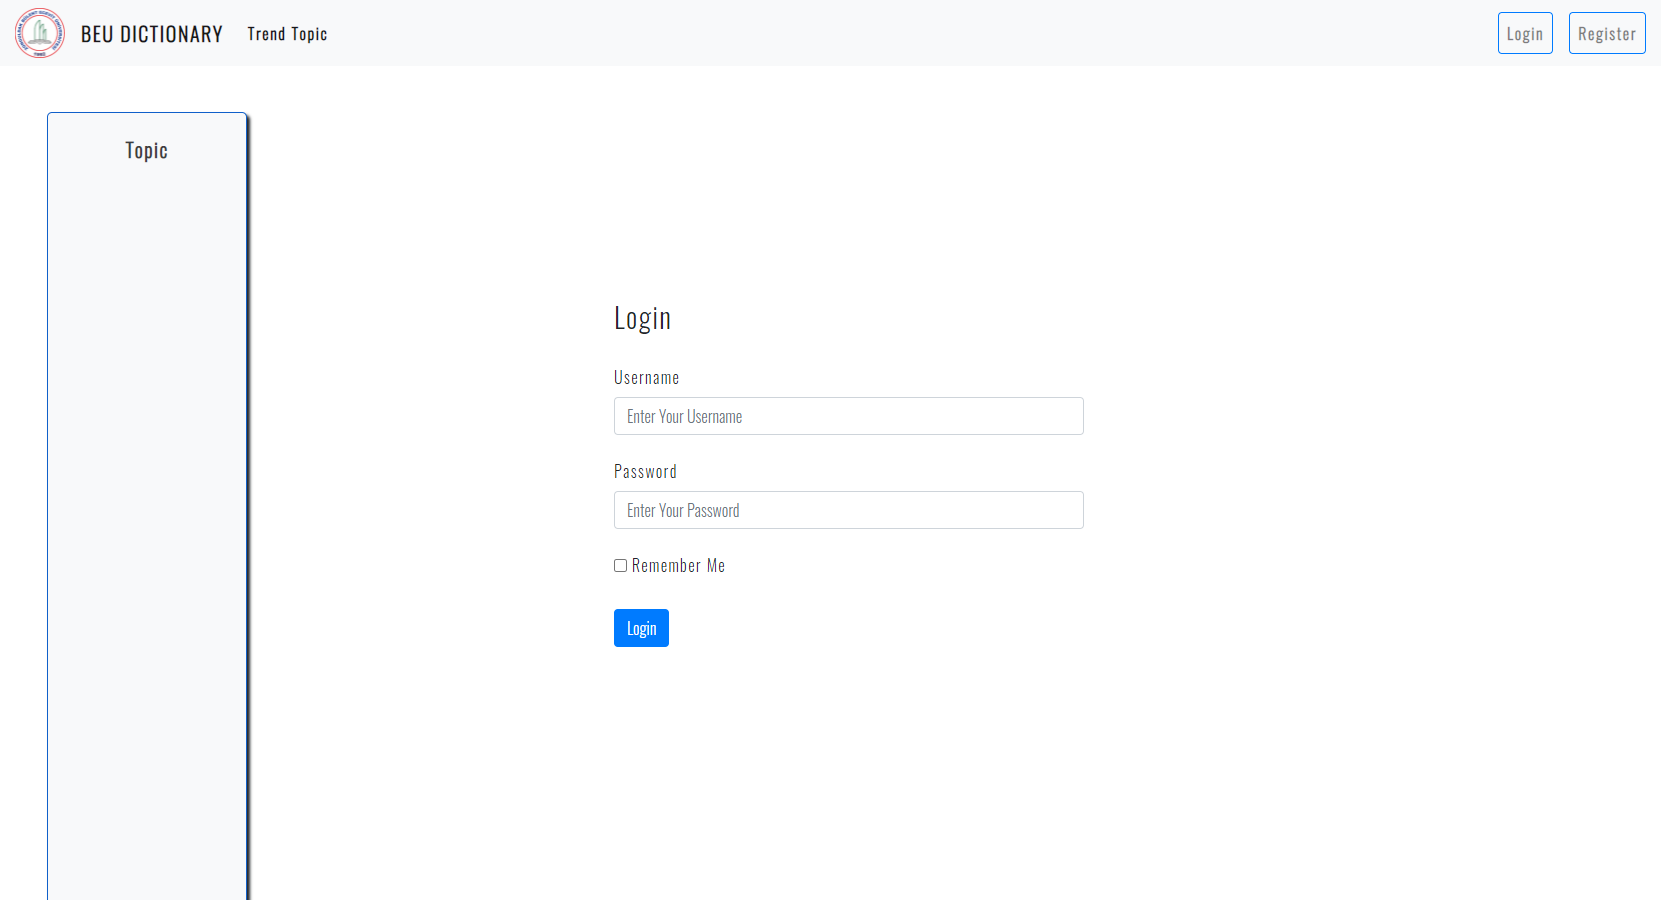 BEU DICTIONARY
Trend Topic
Login
Register
Topic
Login
Username
Enter Your Username
Password
Enter Your Password
Remember Me
Login